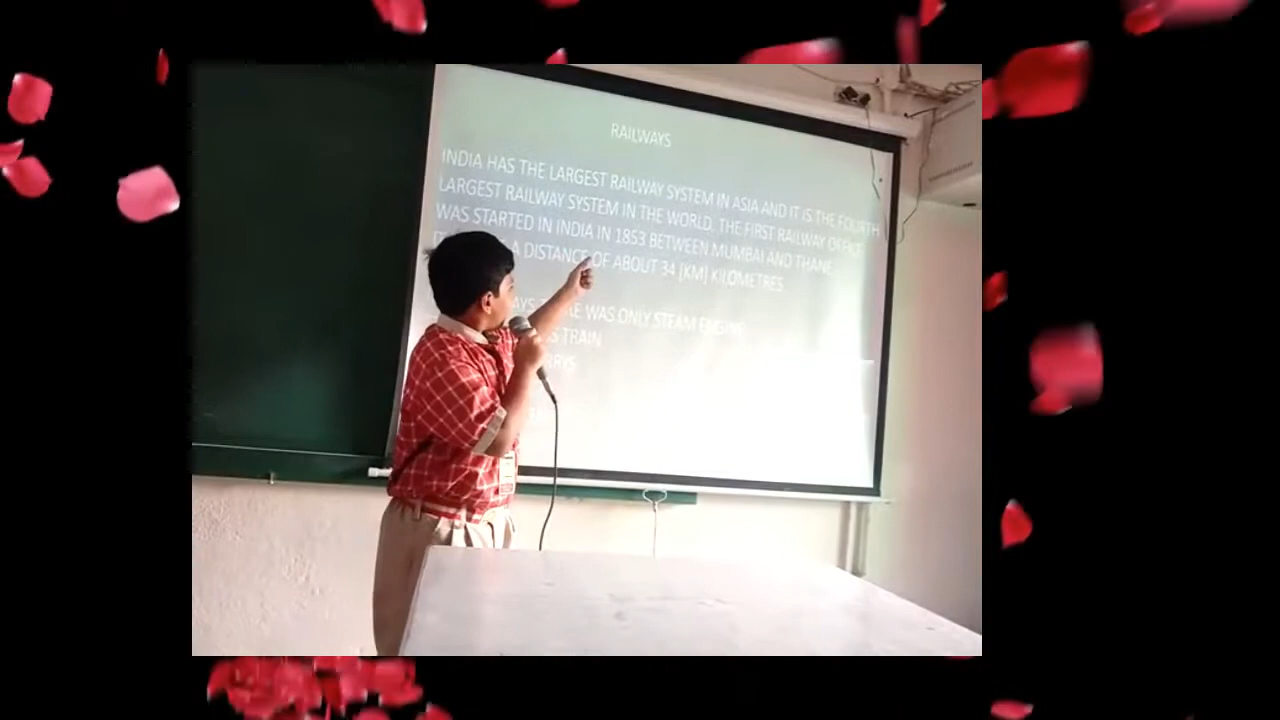 RAILWAYS
INDIA HAS THE LARGEST RAILWAY SYSTEM IN ASIA AND IT IS THE FOURTH
LARGEST RAILWAY SYSTEM IN THE WORLD. THE FIRST RAILWAY OFFICE
WAS STARTED IN INDIA IN 1853 BETWEEN MUMBAI AND THANE
A DISTANCE OF ABOUT 34 [KM] KILOMETRES.
WAS ONLY STEAM ENGINE
TRAIN